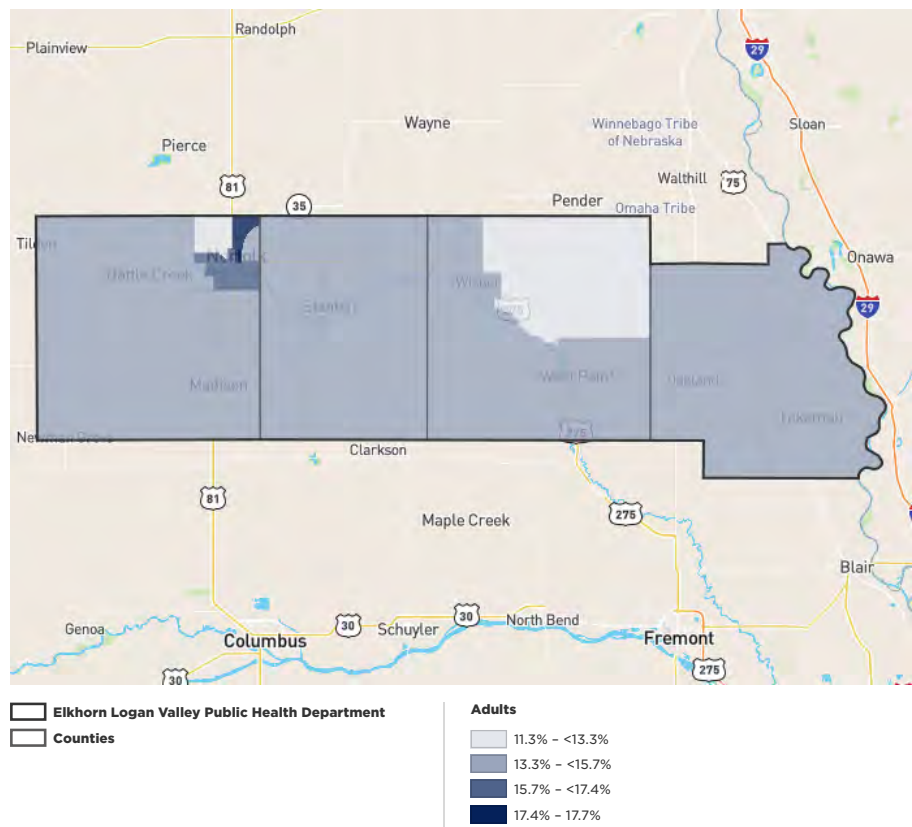 Randolph
Plainview
29
Wayne
Winnebago Tribe
of Nebraska
Sloan
Pierce
81
Walthill
75
35
Pender
Omaha Tribe
Norfolk
Onawa
Battle Creek
Stanton
Wisner
275
29
Madison
West Point
Oakland
Tekamah
Newman Grove
275
Clarkson
81
Maple Creek
275
Blair
Genoa
Columbus
30
Schuyler
30
North Bend
Fremont
30
275
Elkhorn Logan Valley Public Health Department
Counties
Adults
11.3% – <13.3%
13.3% – <15.7%
15.7% – <17.4%
17.4% – 17.7%